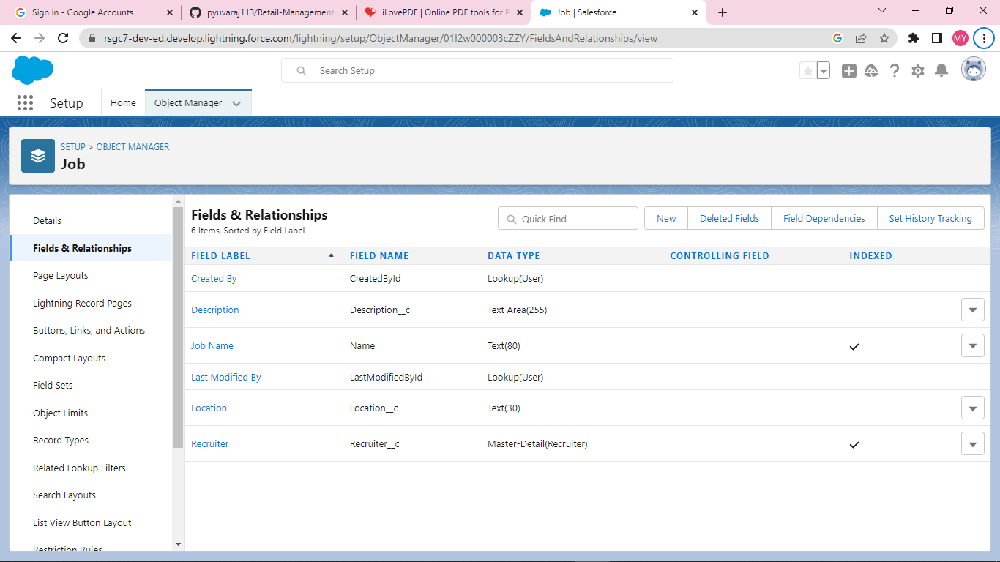 Sign in - Google Accounts
pyuvaraj113/Retail-Management
iLovePDF | Online PDF tools for P
Job | Salesforce
rsgc7-dev-ed.develop.lightning.force.com/lightning/setup/ObjectManager/01I2w000003cZZY/FieldsAndRelationships/view
MY
Search Setup
Setup
Home
Object Manager
SETUP > OBJECT MANAGER
Job
Details
Fields & Relationships
Page Layouts
Lightning Record Pages
Buttons, Links, and Actions
Compact Layouts
Field Sets
Object Limits
Record Types
Related Lookup Filters
Search Layouts
List View Button Layout
Restriction Rules
Fields & Relationships
6 Items, Sorted by Field Label
Quick Find
New
Deleted Fields
Field Dependencies
Set History Tracking
FIELD LABEL FIELD NAME DATA TYPE CONTROLLING FIELD INDEXED
Created By CreatedById Lookup(User)
Description Description__c Text Area(255)
Job Name Name Text(80)
Last Modified By LastModifiedById Lookup(User)
Location Location__c Text(30)
Recruiter Recruiter__c Master-Detail(Recruiter)